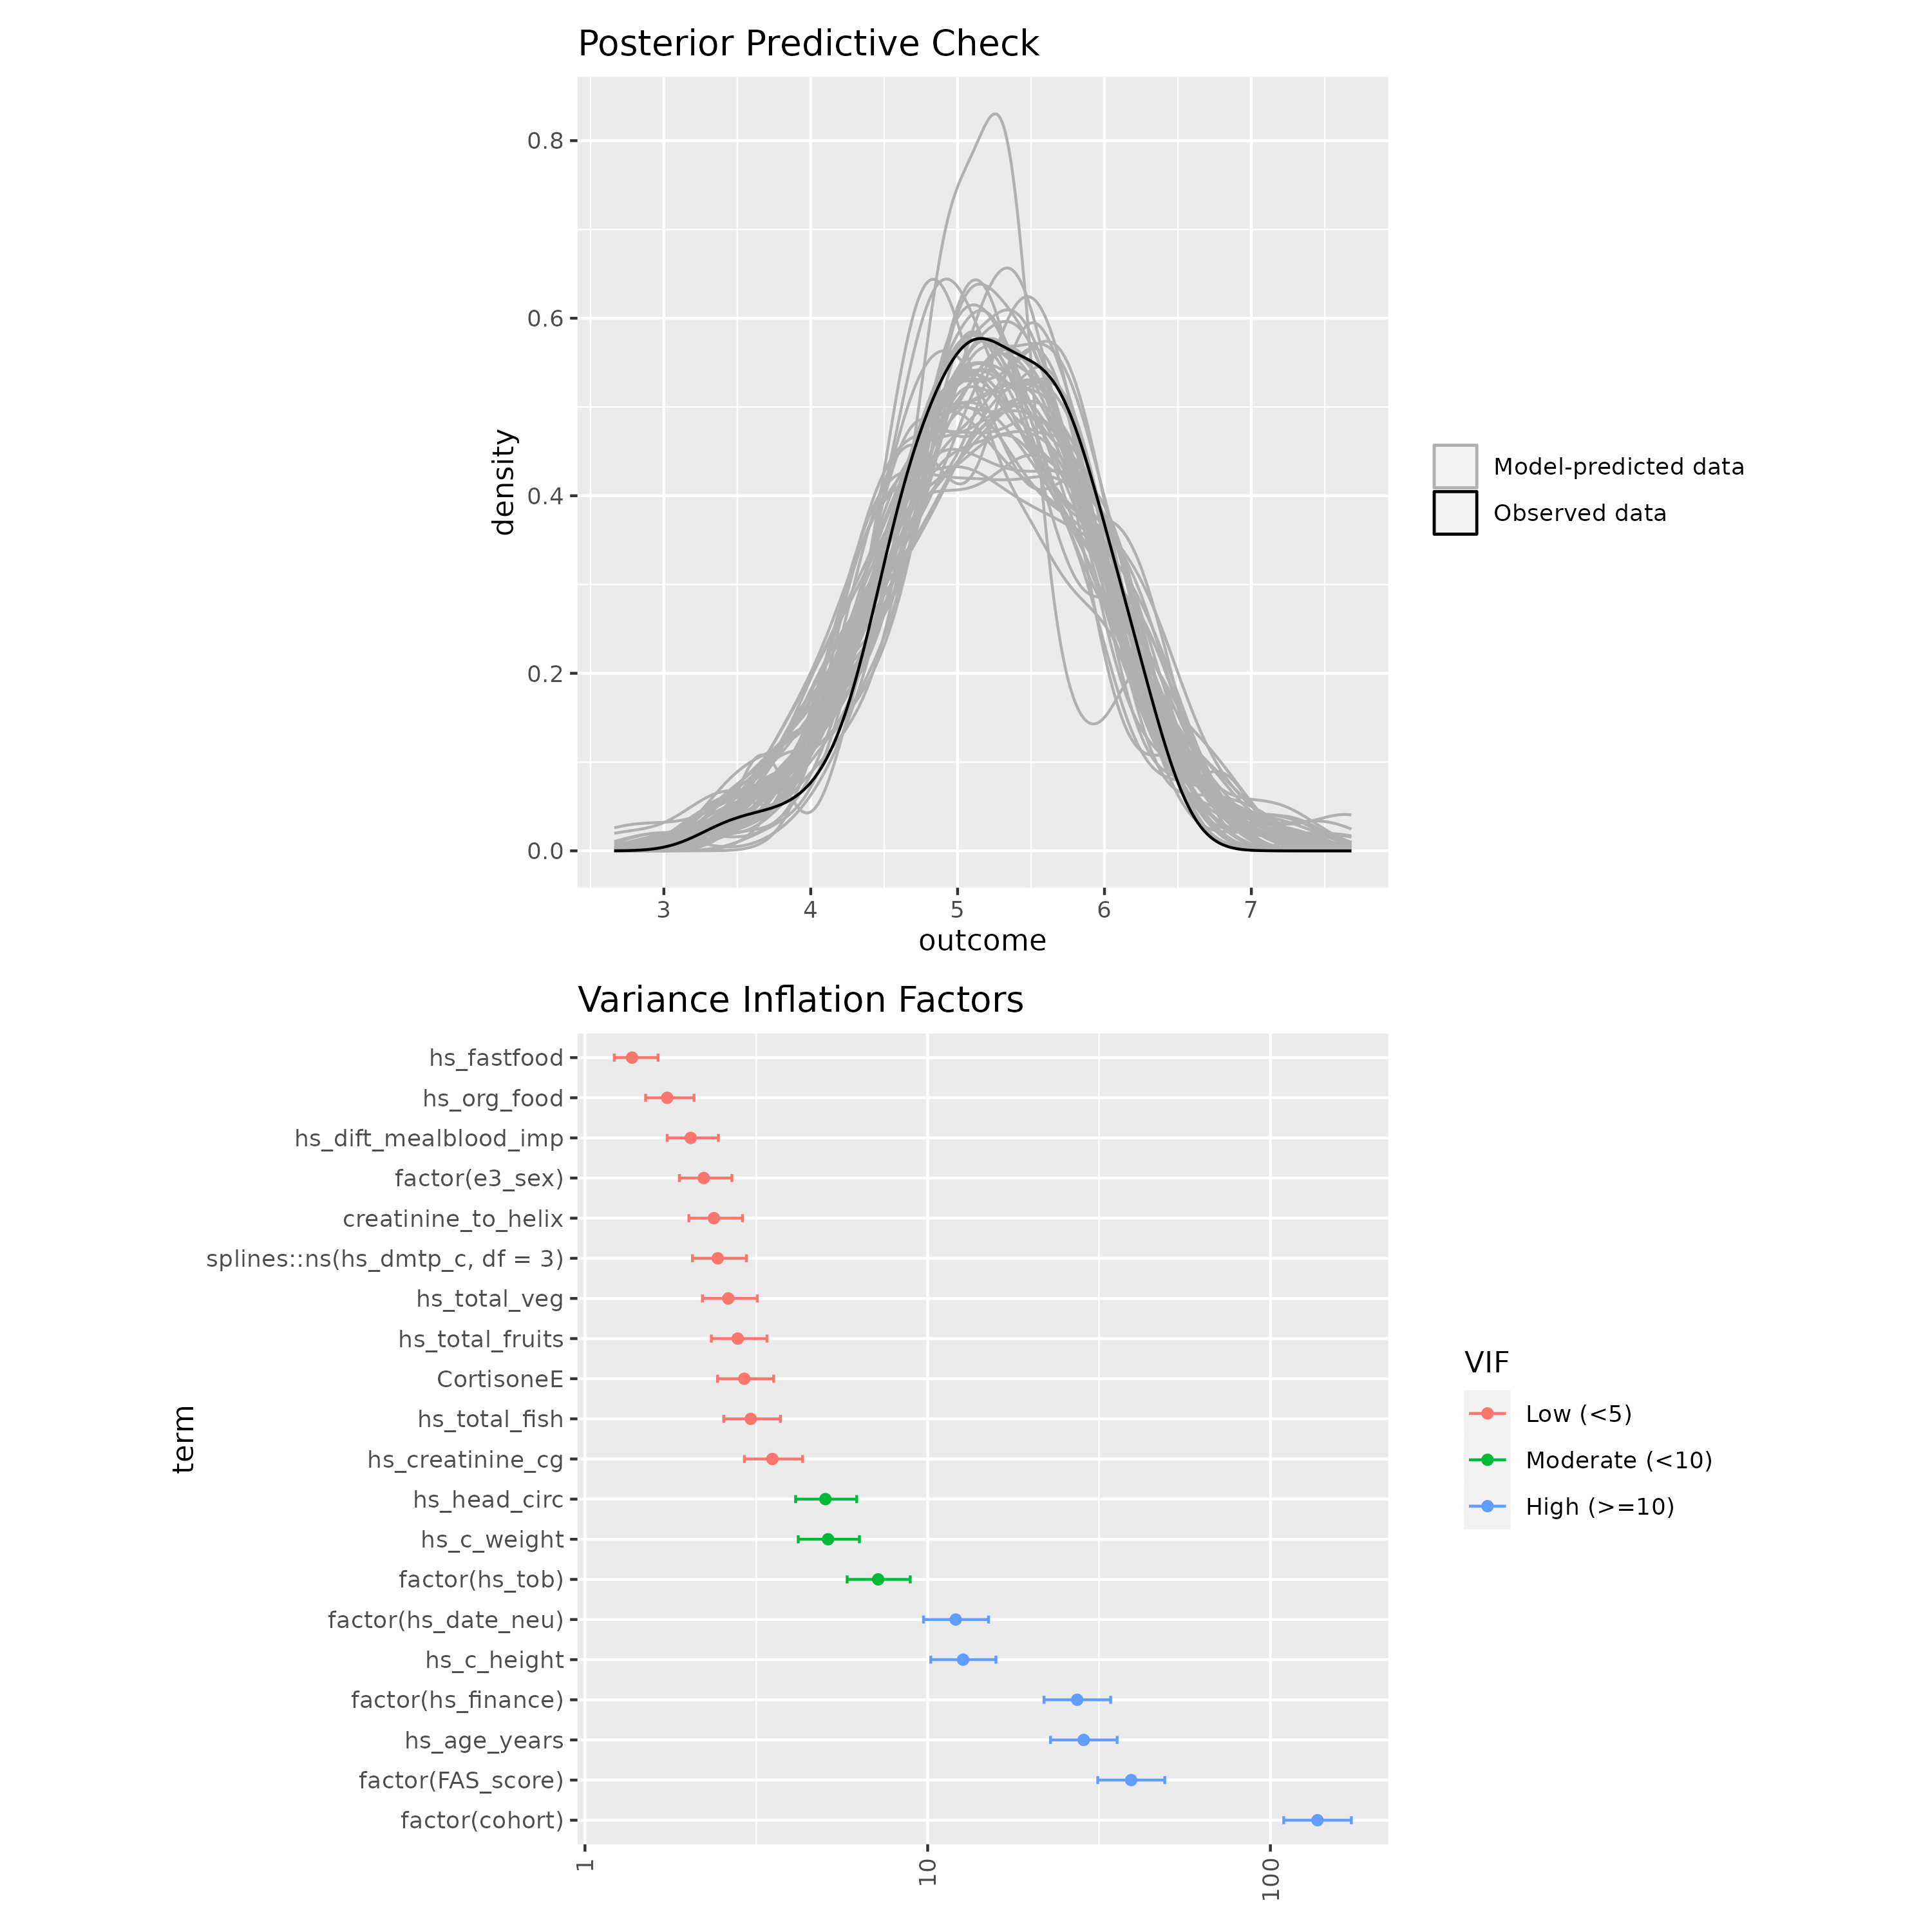 Posterior Predictive Check
0.8
0.6
0.4
0.2
0.0
density
3 4 5 6 7
outcome
Model-predicted data
Observed data
Variance Inflation Factors
hs_fastfood
hs_org_food
hs_dift_mealblood_imp
factor(e3_sex)
creatinine_to_helix
splines::ns(hs_dmtp_c, df = 3)
hs_total_veg
hs_total_fruits
CortisoneE
hs_total_fish
hs_creatinine_cg
hs_head_circ
hs_c_weight
factor(hs_tob)
factor(hs_date_neu)
hs_c_height
factor(hs_finance)
hs_age_years
factor(FAS_score)
factor(cohort)
term
1 10 100
VIF
Low (<5)
Moderate (<10)
High (>=10)